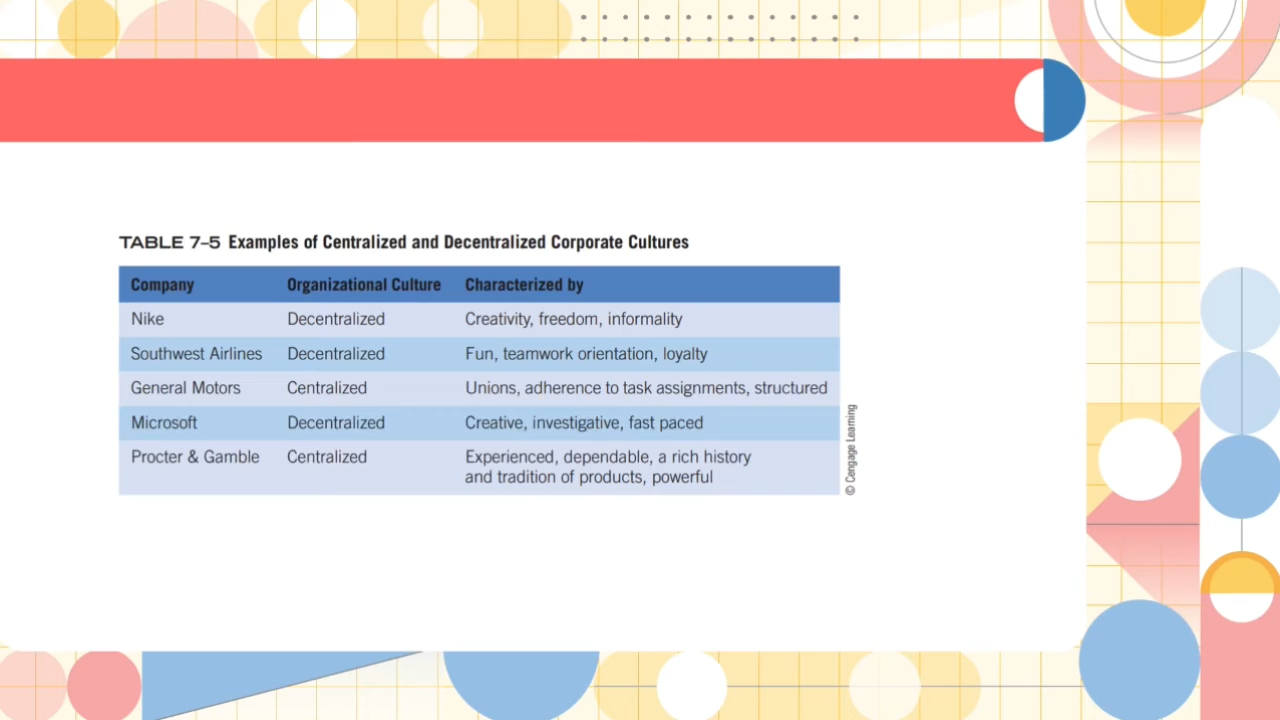 TABLE 7–5 Examples of Centralized and Decentralized Corporate Cultures
Company Organizational Culture Characterized by
Nike Decentralized Creativity, freedom, informality
Southwest Airlines Decentralized Fun, teamwork orientation, loyalty
General Motors Centralized Unions, adherence to task assignments, structured
Microsoft Decentralized Creative, investigative, fast paced
Procter & Gamble Centralized Experienced, dependable, a rich history
and tradition of products, powerful
© Cengage Learning